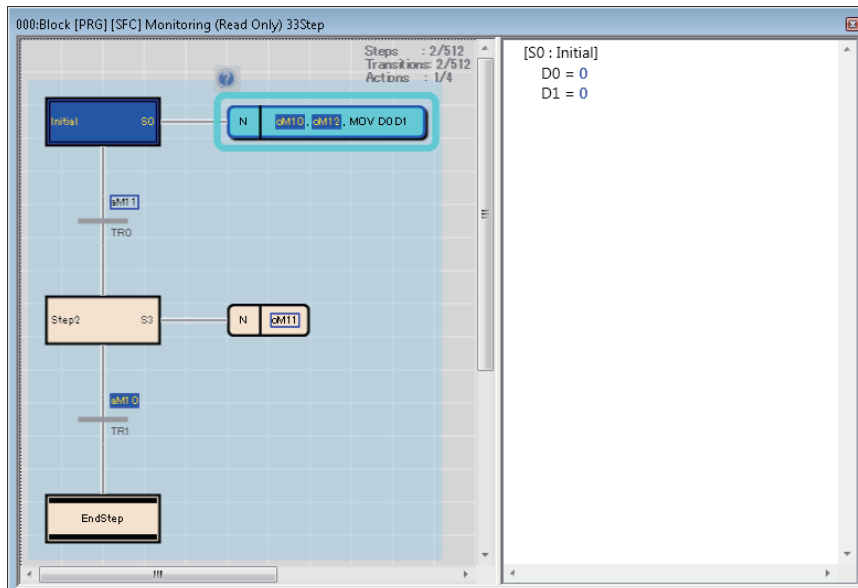 000:Block [PRG] [SFC] Monitoring (Read Only) 33Step
Steps : 2/512
Transitions: 2/512
Actions : 1/4
Initial S0
N oM10, oM12, MOV D0 D1
aM11
TR0
Step2 S3
N oM11
aM10
TR1
EndStep
[S0 : Initial]
D0 = 0
D1 = 0